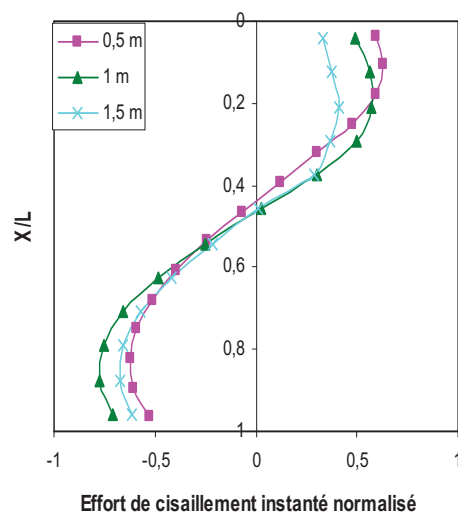 0
0,5 m
1 m
1,5 m
0,2
0,4
X/L
0,6
0,8
1
-1
-0,5
0
0,5
1
Effort de cisaillement instanté normalisé